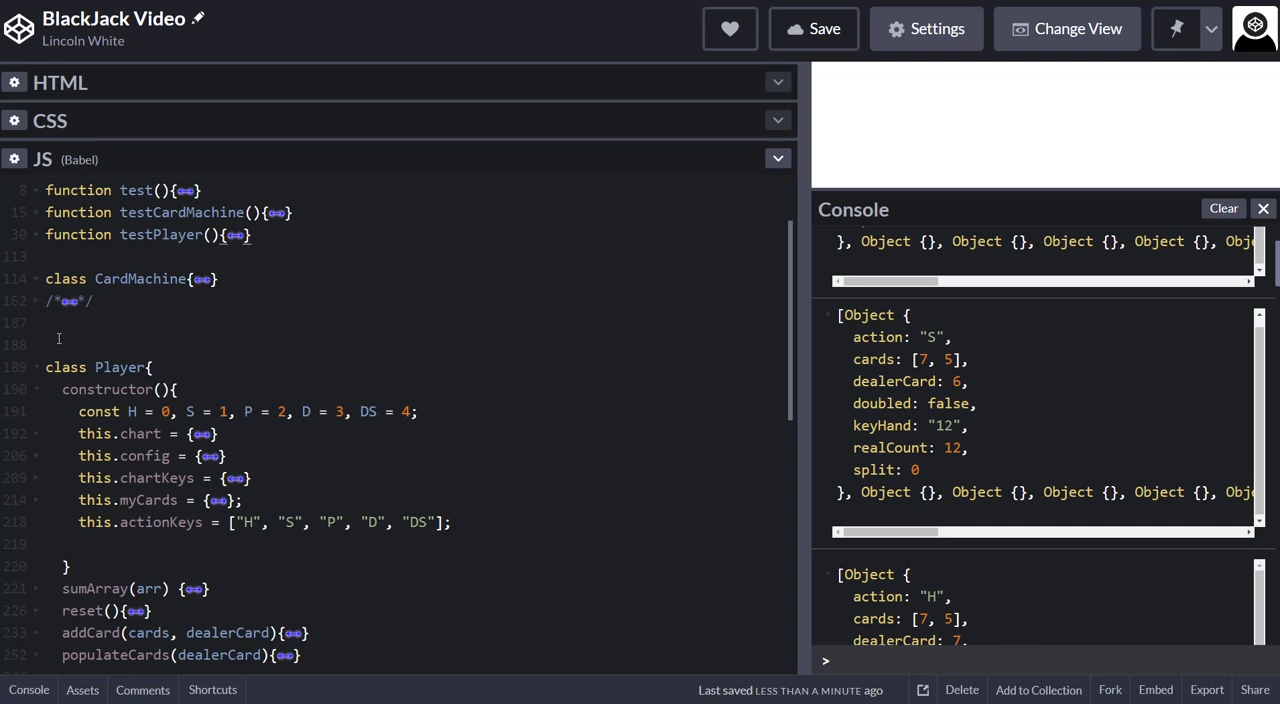 BlackJack Video
Lincoln White
Save
Settings
Change View
HTML
CSS
JS (Babel)
8 function test(){}
15 function testCardMachine(){}
30 function testPlayer(){}
113
114 class CardMachine{}
162 /**/
187
188
189 class Player{
190 constructor(){
191 const H = 0, S = 1, P = 2, D = 3, DS = 4;
192 this.chart = {}
206 this.config = {}
209 this.chartKeys = {}
214 this.myCards = {};
218 this.actionKeys = ["H", "S", "P", "D", "DS"];
219
220 }
221 sumArray(arr) {}
226 reset(){}
233 addCard(cards, dealerCard){}
252 populateCards(dealerCard){}
Console
Clear
}, Object {}, Object {}, Object {}, Object {}, Obje
[Object {
action: "S",
cards: [7, 5],
dealerCard: 6,
doubled: false,
keyHand: "12",
realCount: 12,
split: 0
}, Object {}, Object {}, Object {}, Object {}, Obje
[Object {
action: "H",
cards: [7, 5],
dealerCard: 7,
>
Console
Assets
Comments
Shortcuts
Last saved LESS THAN A MINUTE ago
Delete
Add to Collection
Fork
Embed
Export
Share